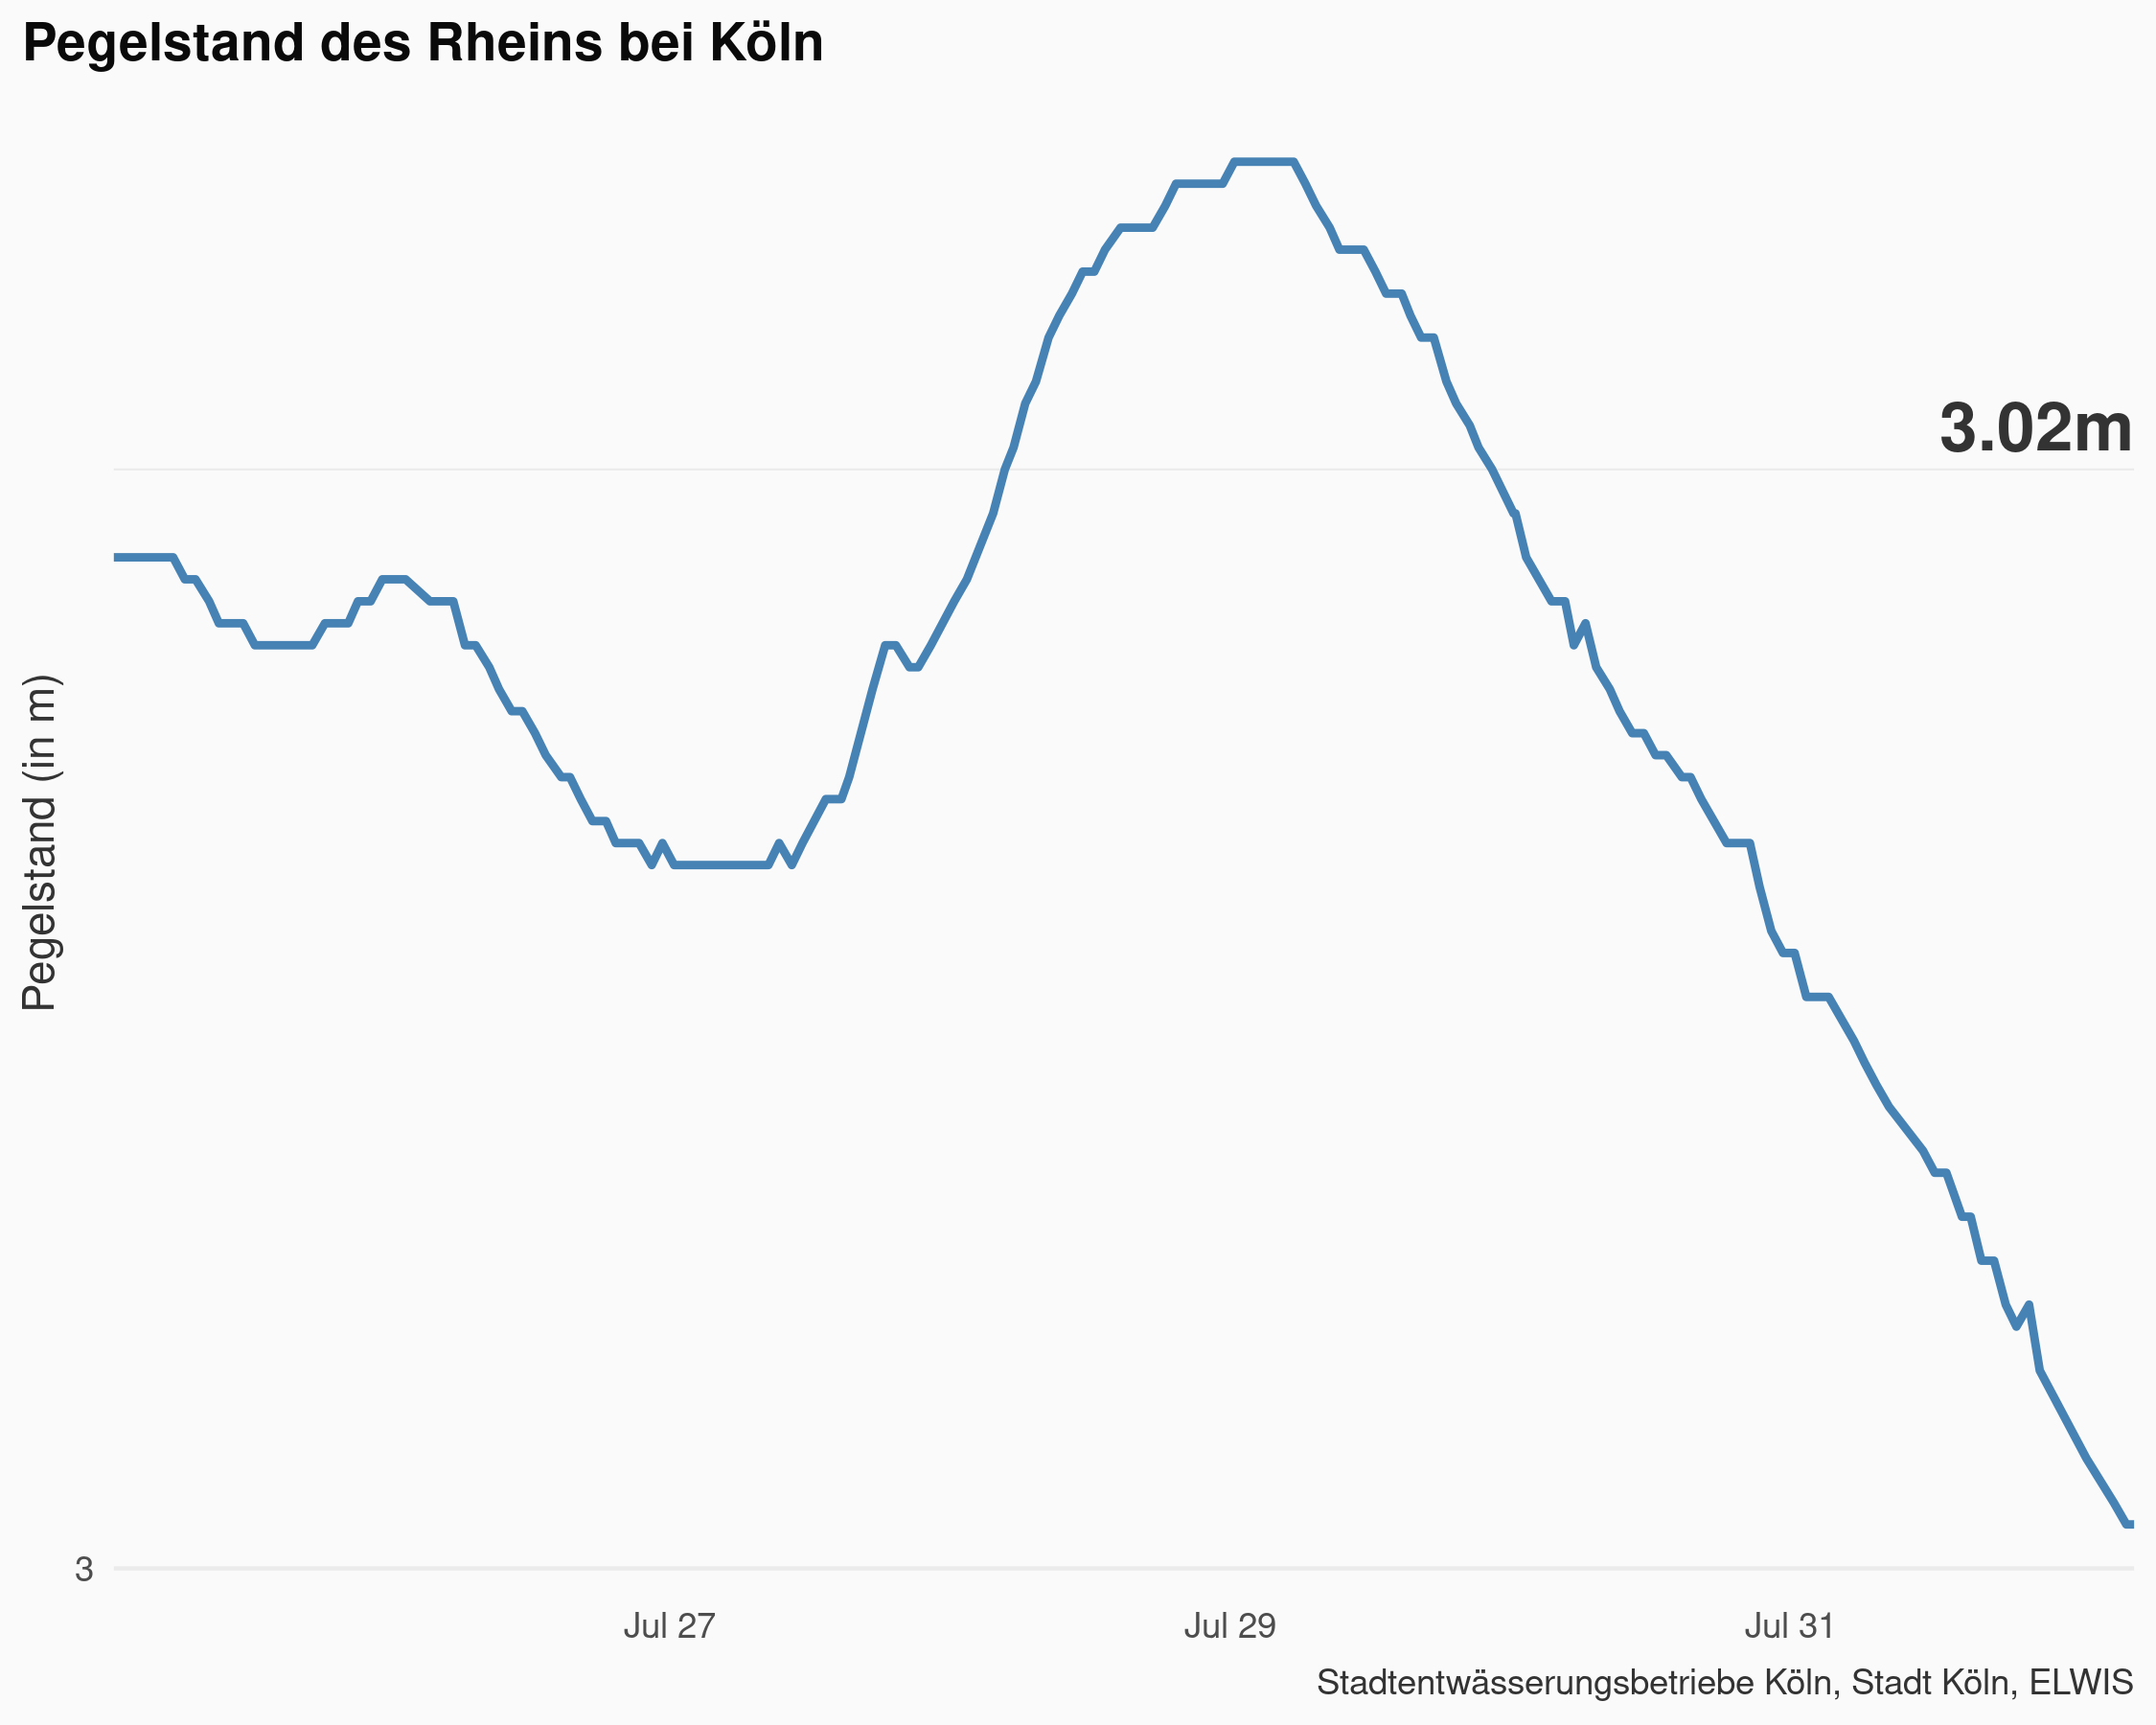 Pegelstand des Rheins bei Köln
3.02m
Pegelstand (in m)
3
Jul 27
Jul 29
Jul 31
Stadtentwässerungsbetriebe Köln, Stadt Köln, ELWIS